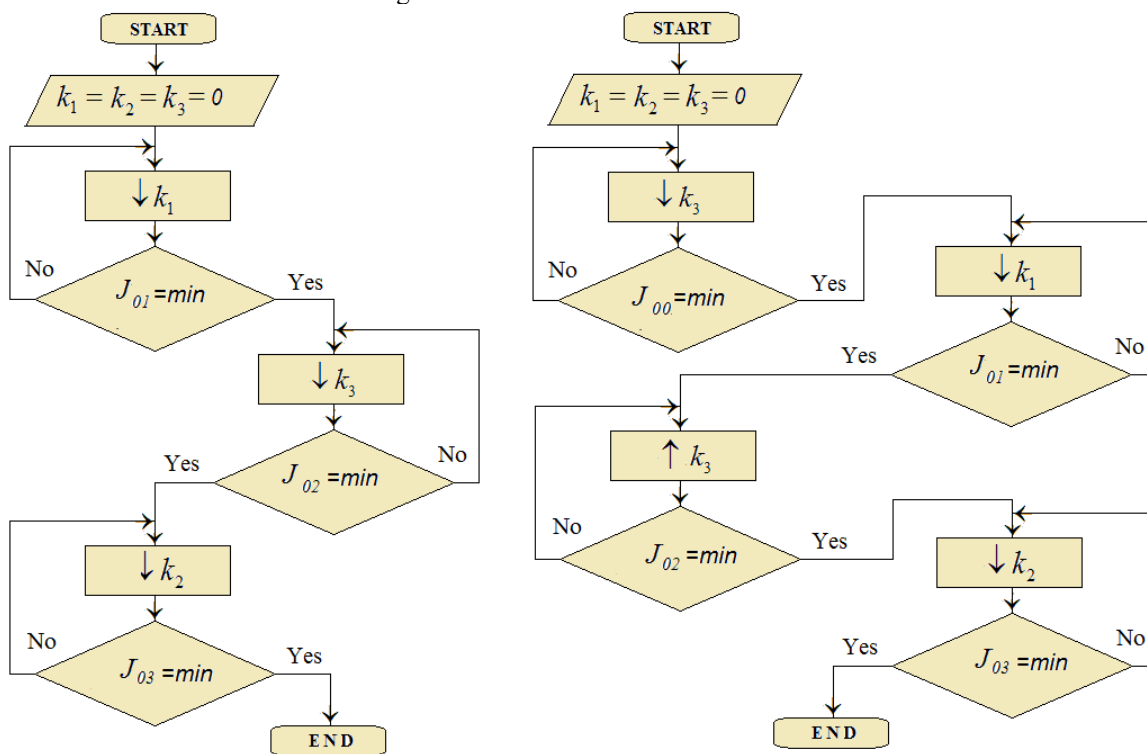 START
k₁ = k₂ = k₃ = 0
↓ k₁
No
J₀₁ = min
Yes
↓ k₃
Yes
J₀₂ = min
No
↓ k₂
No
J₀₃ = min
Yes
END
START
k₁ = k₂ = k₃ = 0
↓ k₃
No
J₀₀ = min
Yes
↓ k₁
Yes
J₀₁ = min
No
↑ k₃
No
J₀₂ = min
Yes
↓ k₂
Yes
J₀₃ = min
No
END